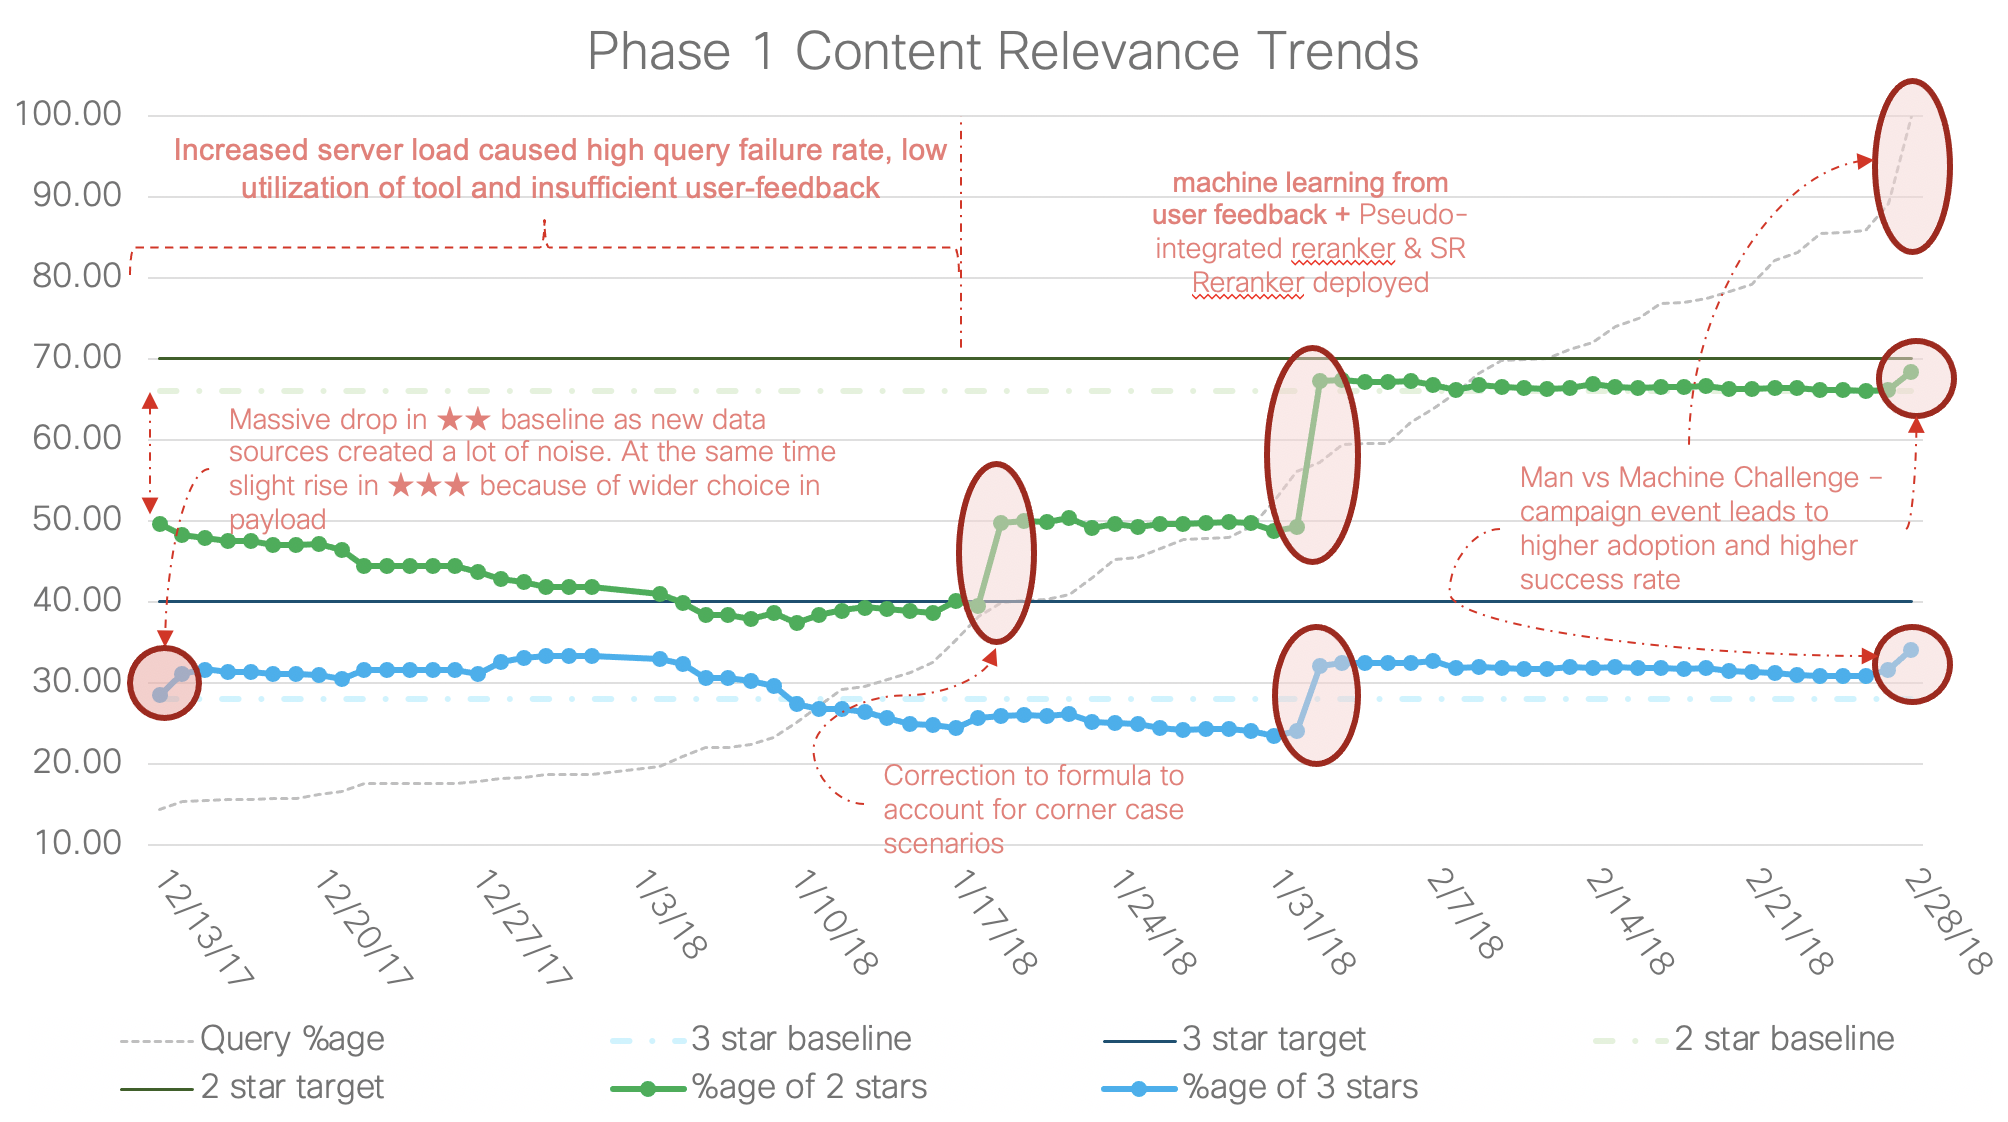 Phase 1 Content Relevance Trends
100.00
90.00
80.00
70.00
60.00
50.00
40.00
30.00
20.00
10.00
Increased server load caused high query failure rate, low
utilization of tool and insufficient user-feedback
machine learning from
user feedback + Pseudo-
integrated reranker & SR
Reranker deployed
Massive drop in ★★ baseline as new data
sources created a lot of noise. At the same time
slight rise in ★★★ because of wider choice in
payload
Man vs Machine Challenge –
campaign event leads to
higher adoption and higher
success rate
Correction to formula to
account for corner case
scenarios
12/13/17
12/20/17
12/27/17
1/3/18
1/10/18
1/17/18
1/24/18
1/31/18
2/7/18
2/14/18
2/21/18
2/28/18
Query %age
3 star baseline
3 star target
2 star baseline
2 star target
%age of 2 stars
%age of 3 stars